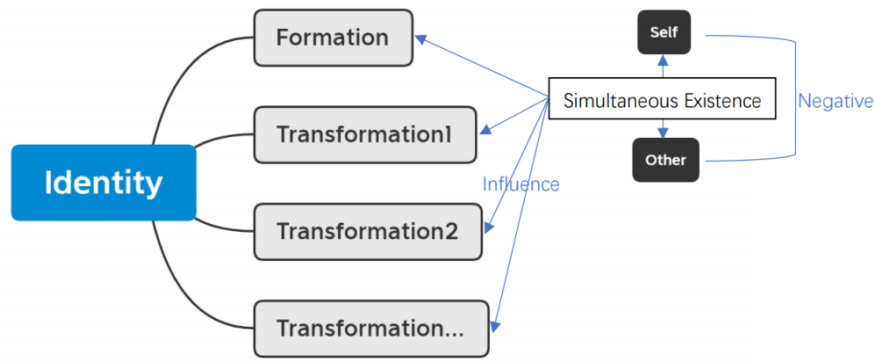 Formation
Self
Simultaneous Existence
Negative
Transformation1
Other
Identity
Influence
Transformation2
Transformation...